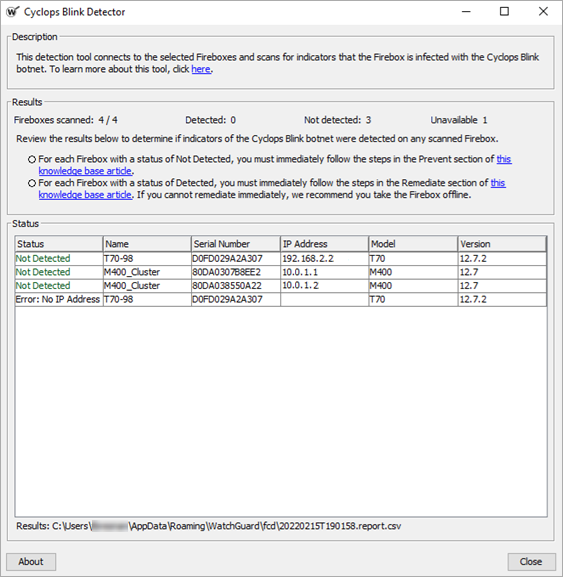 Cyclops Blink Detector
Description
This detection tool connects to the selected Fireboxes and scans for indicators that the Firebox is infected with the Cyclops Blink
botnet. To learn more about this tool, click here.
Results
Fireboxes scanned: 4 / 4 Detected: 0 Not detected: 3 Unavailable 1
Review the results below to determine if indicators of the Cyclops Blink botnet were detected on any scanned Firebox.
For each Firebox with a status of Not Detected, you must immediately follow the steps in the Prevent section of this
knowledge base article.
For each Firebox with a status of Detected, you must immediately follow the steps in the Remediate section of this
knowledge base article. If you cannot remediate immediately, we recommend you take the Firebox offline.
Status
Status Name Serial Number IP Address Model Version
Not Detected T70-98 D0FD029A2A307 192.168.2.2 T70 12.7.2
Not Detected M400_Cluster 80DA0307B8EE2 10.0.1.1 M400 12.7
Not Detected M400_Cluster 80DA038550A22 10.0.1.2 M400 12.7
Error: No IP Address T70-98 D0FD029A2A307 T70 12.7.2
Results: C:\Users\ \AppData\Roaming\WatchGuard\fcd\20220215T190158.report.csv
About Close